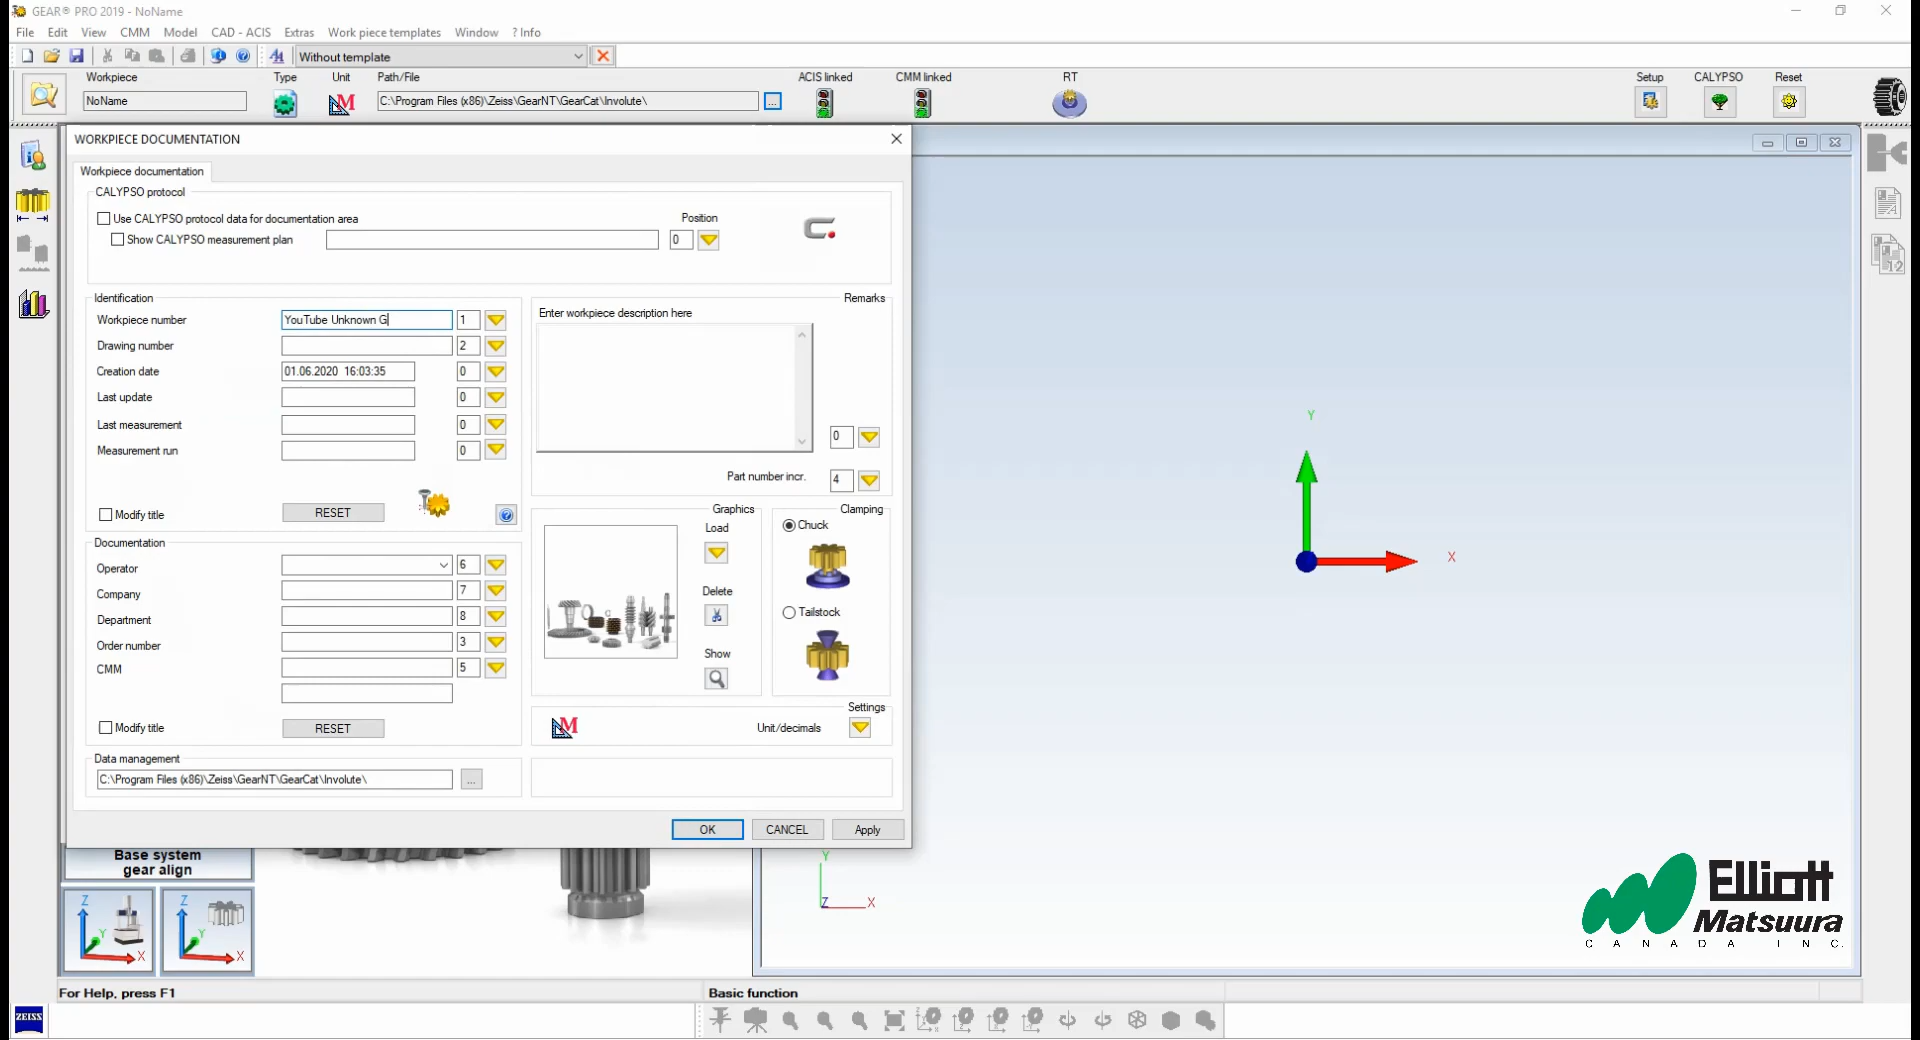 GEAR® PRO 2019 - NoName
File Edit View CMM Model CAD - ACIS Extras Work piece templates Window ? Info
Without template
Workpiece Type Unit Path/File ACIS linked CMM linked RT Setup CALYPSO Reset
NoName M C:\Program Files (x86)\Zeiss\GearNT\GearCat\Involute\ ...
WORKPIECE DOCUMENTATION
Workpiece documentation
CALYPSO protocol
Use CALYPSO protocol data for documentation area Position
Show CALYPSO measurement plan 0
Identification Remarks
Workpiece number YouTube Unknown G 1 Enter workpiece description here
Drawing number 2
Creation date 01.06.2020 16:03:35 0
Last update 0
Last measurement 0
0
Measurement run 0
Part number incr. 4
Modify title RESET
Graphics Clamping
Load Chuck
Documentation
Operator 6
Company 7 Delete
Department 8 Tailstock
Order number 3
CMM 5 Show
Settings
Modify title RESET M Unit/decimals
Data management
C:\Program Files (x86)\Zeiss\GearNT\GearCat\Involute\ ...
OK CANCEL Apply
Base system
gear align
Y
X
Y
Z X
Z Y X
Z Y X
Elliott
Matsuura
CANADA INC.
For Help, press F1 Basic function
ZEISS